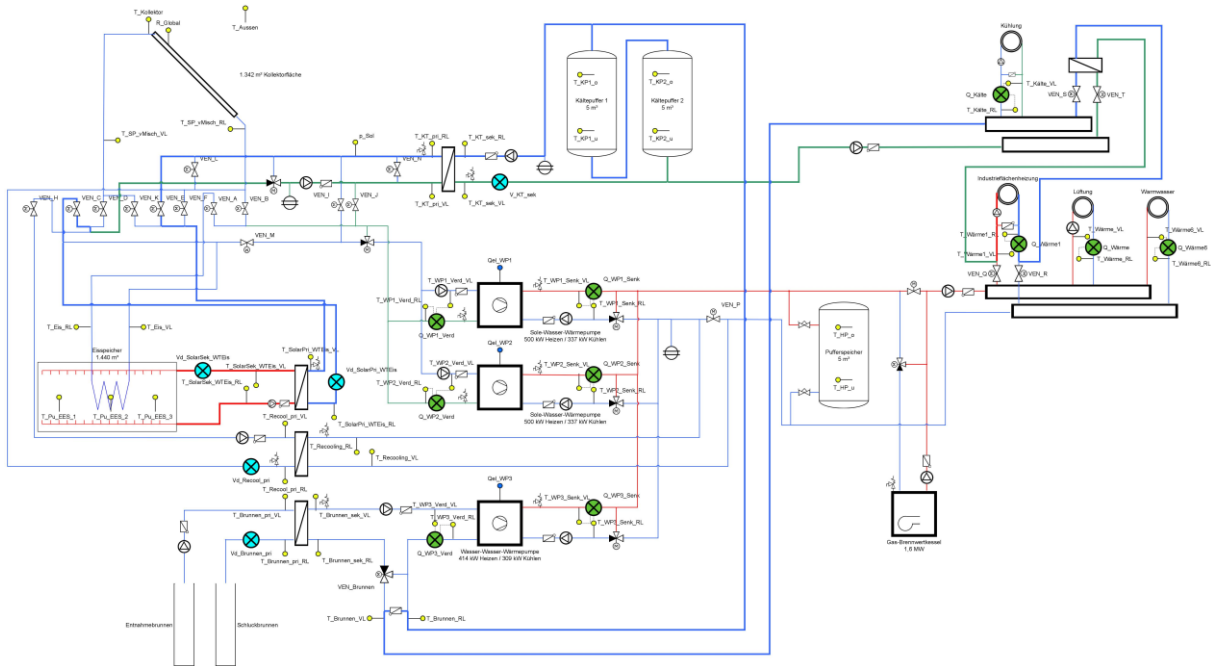 T_Kollektor
R_Global
T_Aussen
1.342 m² Kollektorfläche
T_SP_vMisch_RL
T_SP_vMisch_VL
p_Sol
T_KT_pri_RL
T_KT_sek_RL
T_KP1_o
Kältepuffer 1
5 m³
T_KP1_u
T_KP2_o
Kältepuffer 2
5 m³
T_KP2_u
Kühlung
T_Kälte_VL
Q_Kälte
T_Kälte_RL
VEN_S
VEN_T
VEN_L
VEN_N
VEN_H
VEN_C
VEN_D
VEN_K
VEN_E
VEN_F
VEN_A
VEN_B
VEN_I
VEN_J
T_KT_pri_VL
T_KT_sek_VL
V_KT_sek
VEN_M
Industrieflächenheizung
Lüftung
Warmwasser
T_Wärme1_R
Q_Wärme1
T_Wärme1_VL
T_Wärme_VL
Q_Wärme
T_Wärme_RL
T_Wärme6_VL
Q_Wärme6
T_Wärme6_RL
VEN_Q
VEN_R
Qel_WP1
T_WP1_Verd_VL
T_WP1_Verd_RL
Q_WP1_Verd
T_WP1_Senk_VL
Q_WP1_Senk
T_WP1_Senk_RL
Sole-Wasser-Wärmepumpe
500 kW Heizen / 337 kW Kühlen
VEN_P
T_HP_o
Pufferspeicher
5 m³
T_HP_u
T_Eis_RL
T_Eis_VL
Eisspeicher
1.440 m³
Vd_SolarSek_WTEis
T_SolarSek_WTEis_VL
T_SolarSek_WTEis_RL
T_SolarPri_WTEis_VL
Vd_SolarPri_WTEis
T_SolarPri_WTEis_RL
T_Pu_EES_1
T_Pu_EES_2
T_Pu_EES_3
Qel_WP2
T_WP2_Verd_VL
T_WP2_Verd_RL
Q_WP2_Verd
T_WP2_Senk_VL
Q_WP2_Senk
T_WP2_Senk_RL
Sole-Wasser-Wärmepumpe
500 kW Heizen / 337 kW Kühlen
T_Recool_pri_VL
T_Recooling_RL
T_Recooling_VL
Vd_Recool_pri
T_Recool_pri_RL
Qel_WP3
T_Brunnen_pri_VL
T_Brunnen_sek_VL
T_WP3_Verd_VL
T_WP3_Verd_RL
Q_WP3_Verd
T_WP3_Senk_VL
Q_WP3_Senk
T_WP3_Senk_RL
Wasser-Wasser-Wärmepumpe
414 kW Heizen / 309 kW Kühlen
Vd_Brunnen_pri
T_Brunnen_pri_RL
T_Brunnen_sek_RL
VEN_Brunnen
Gas-Brennwertkessel
1,6 MW
Entnahmebrunnen
Schluckbrunnen
T_Brunnen_VL
T_Brunnen_RL